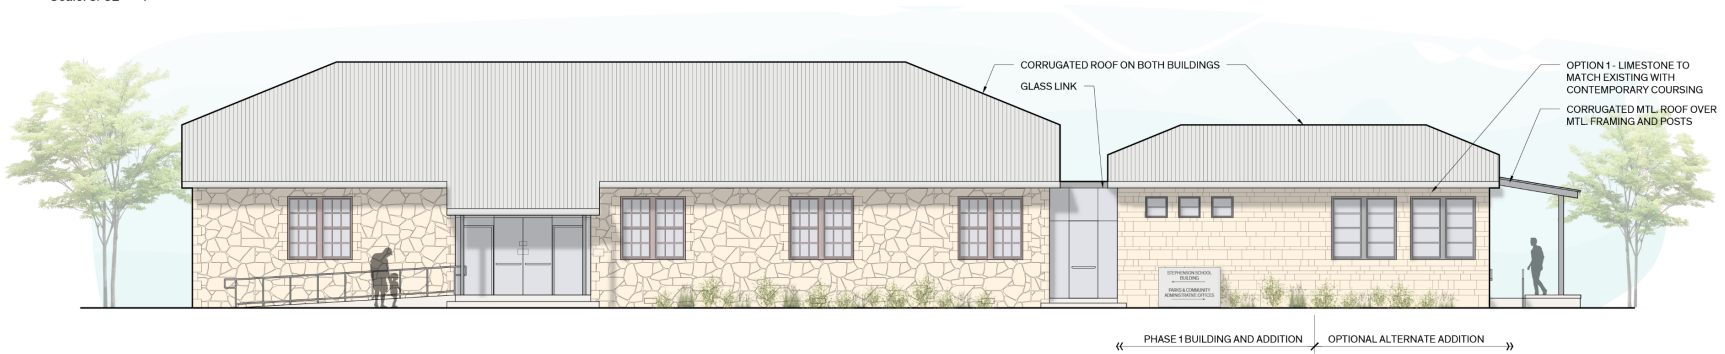 CORRUGATED ROOF ON BOTH BUILDINGS
GLASS LINK
OPTION 1 - LIMESTONE TO
MATCH EXISTING WITH
CONTEMPORARY COURSING
CORRUGATED MTL. ROOF OVER
MTL. FRAMING AND POSTS
STEPHENSON SCHOOL
BUILDING
PARKS & COMMUNITY
ADMINISTRATIVE OFFICES
PHASE 1 BUILDING AND ADDITION
OPTIONAL ALTERNATE ADDITION